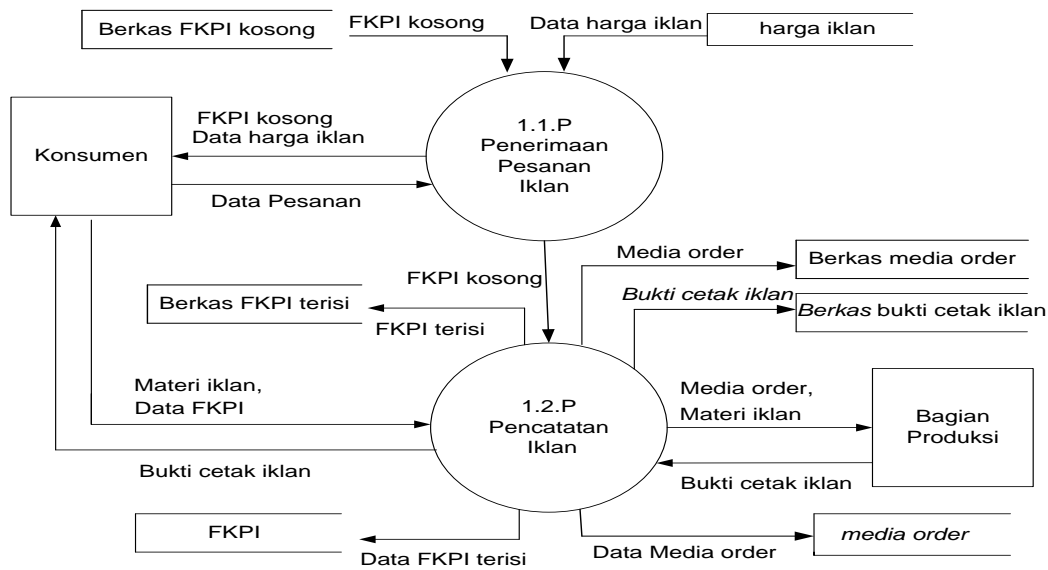 Berkas FKPI kosong
FKPI kosong
Data harga iklan
harga iklan
Konsumen
FKPI kosong
Data harga iklan
Data Pesanan
1.1.P
Penerimaan
Pesanan
Iklan
FKPI kosong
Media order
Berkas media order
Bukti cetak iklan
Berkas bukti cetak iklan
Berkas FKPI terisi
FKPI terisi
Materi iklan,
Data FKPI
Bukti cetak iklan
1.2.P
Pencatatan
Iklan
Media order,
Materi iklan
Bagian
Produksi
Bukti cetak iklan
FKPI
Data FKPI terisi
Data Media order
media order